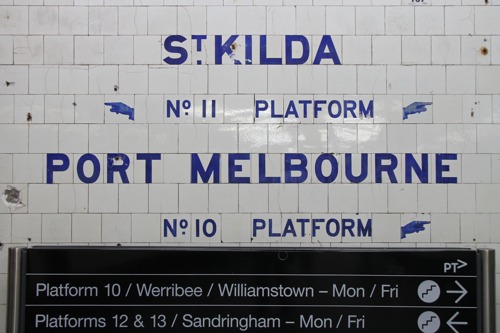 ST KILDA
NO 11 PLATFORM
PORT MELBOURNE
NO 10 PLATFORM
PT>
Platform 10 / Werribee / Williamstown – Mon / Fri
Platforms 12 & 13 / Sandringham – Mon / Fri